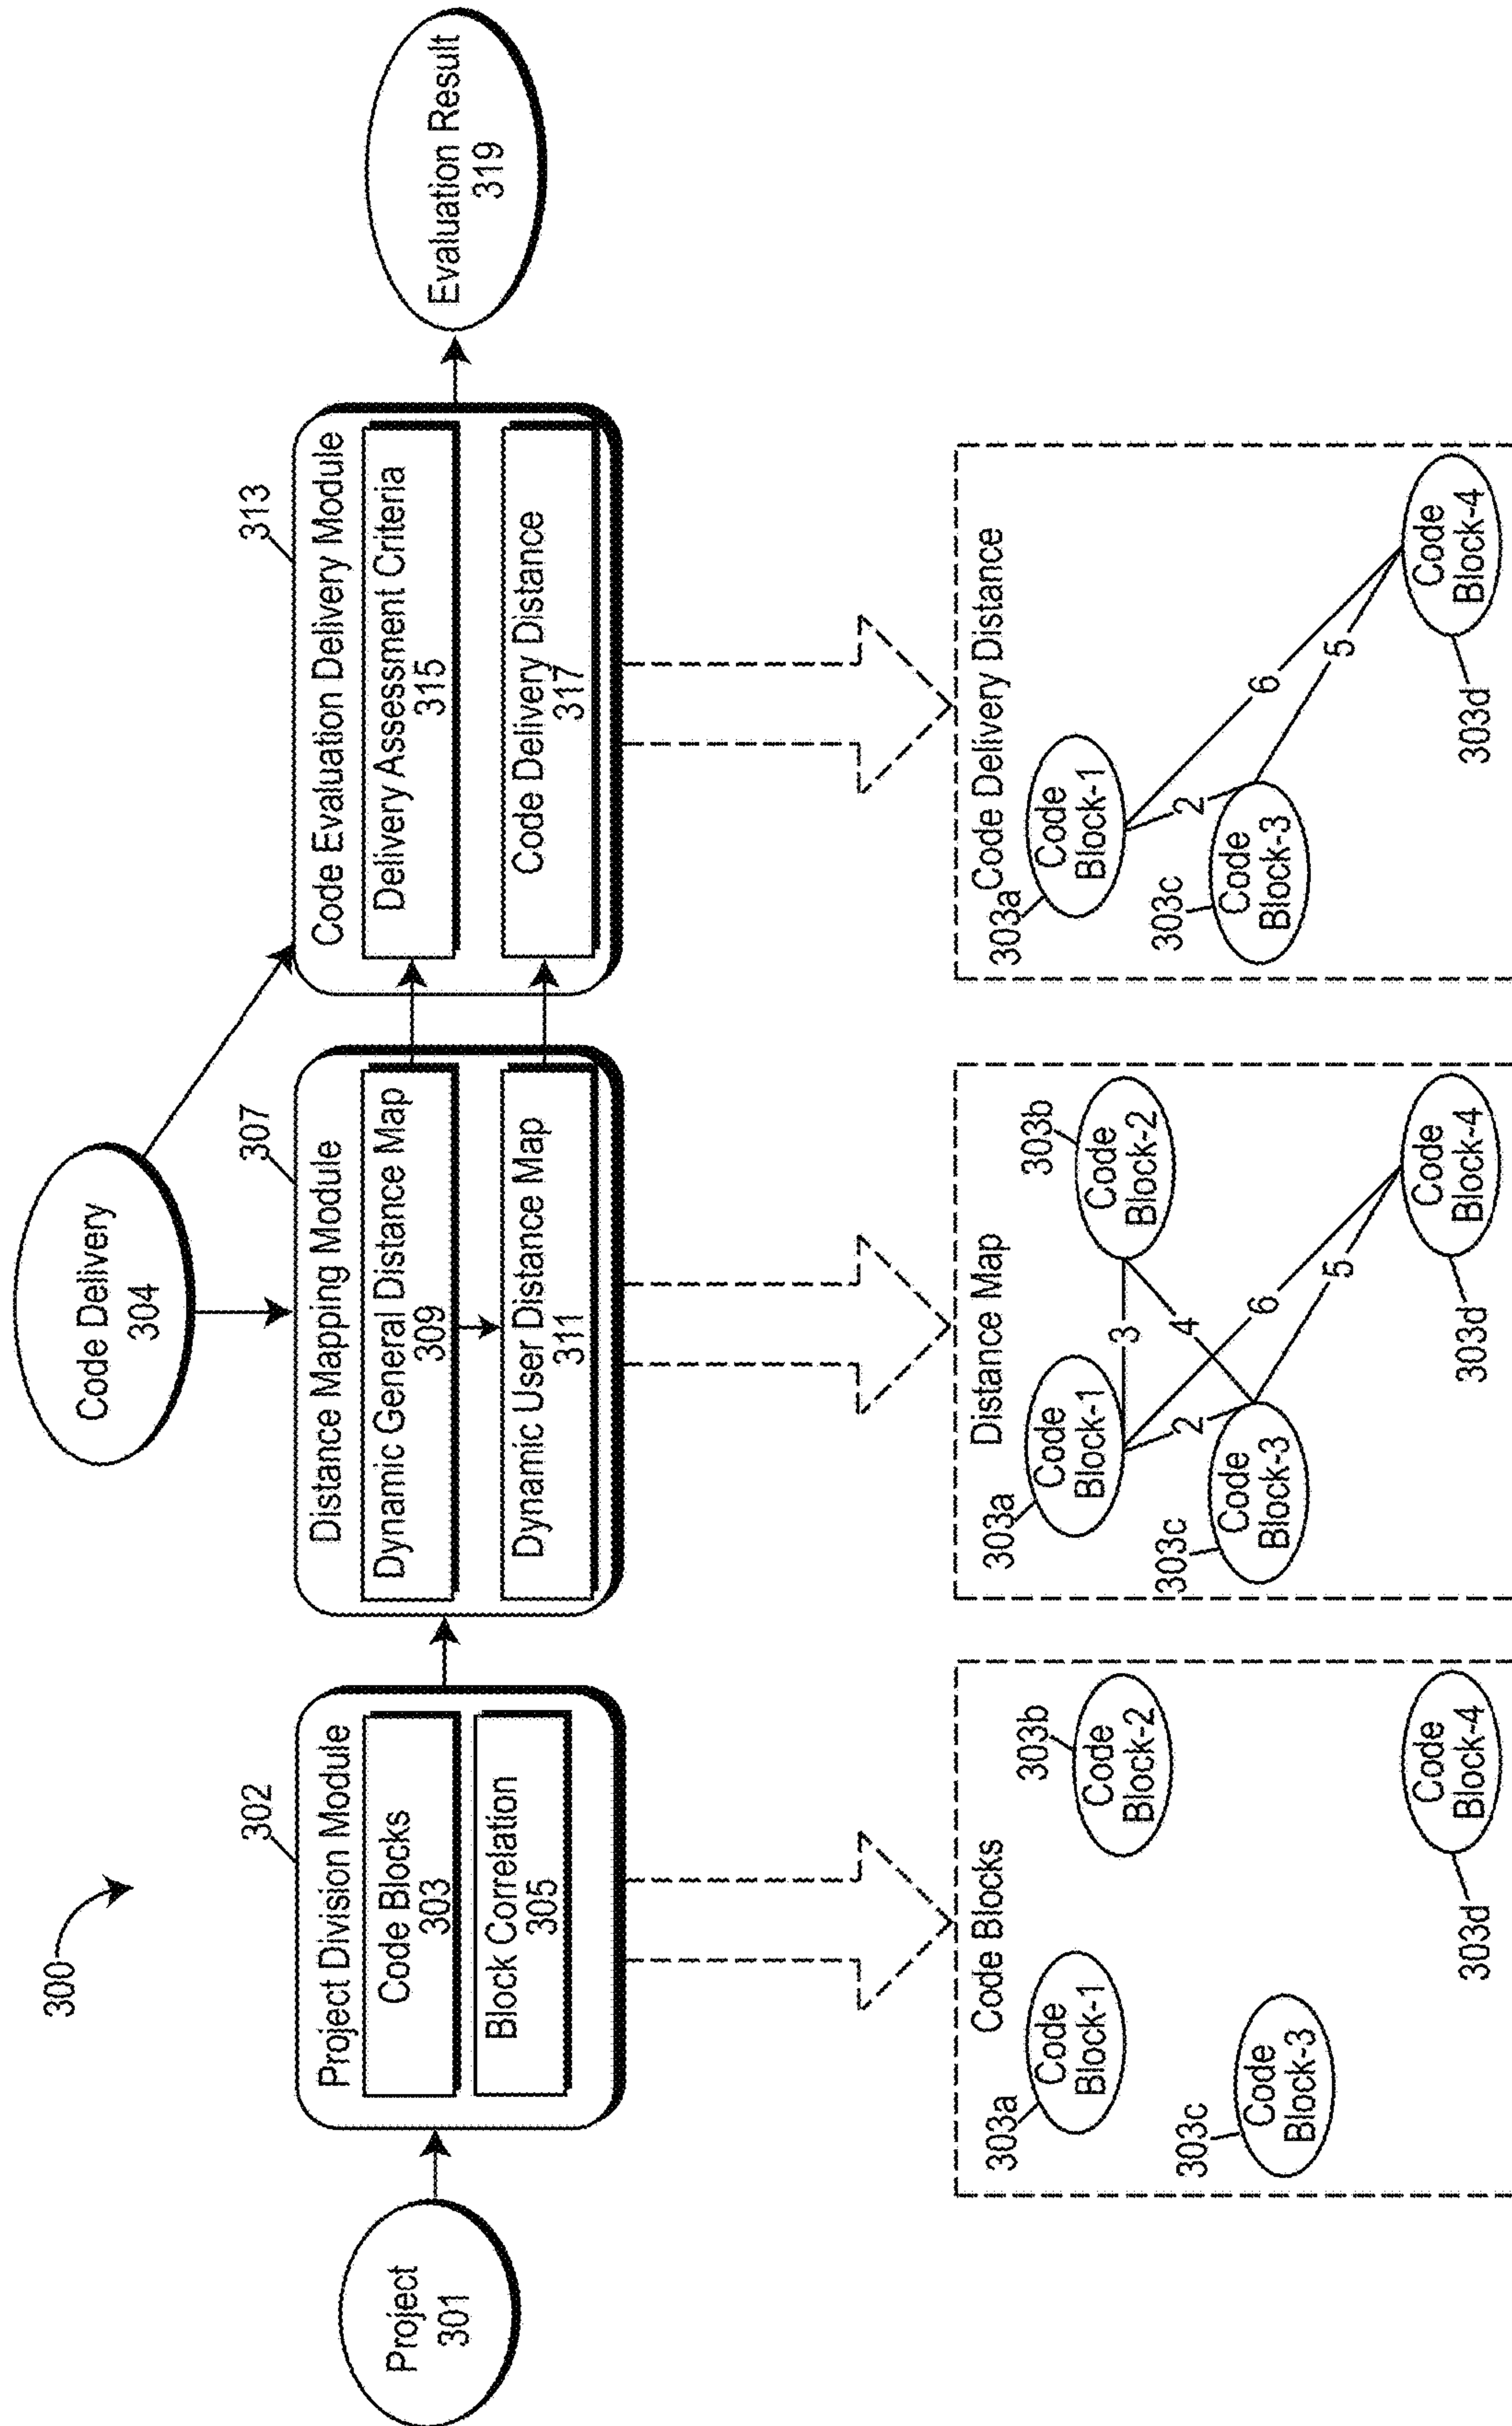 300
Code Delivery
304
Project
301
302
Project Division Module
Code Blocks
303
Block Correlation
305
307
Distance Mapping Module
Dynamic General Distance Map
309
Dynamic User Distance Map
311
313
Code Evaluation Delivery Module
Delivery Assessment Criteria
315
Code Delivery Distance
317
Evaluation Result
319
Code Blocks
303a
Code
Block-1
303b
Code
Block-2
303c
Code
Block-3
303d
Code
Block-4
Distance Map
303a
Code
Block-1
303b
Code
Block-2
3
2
4
6
303c
Code
Block-3
5
303d
Code
Block-4
Code Delivery Distance
303a
Code
Block-1
2
6
303c
Code
Block-3
5
303d
Code
Block-4